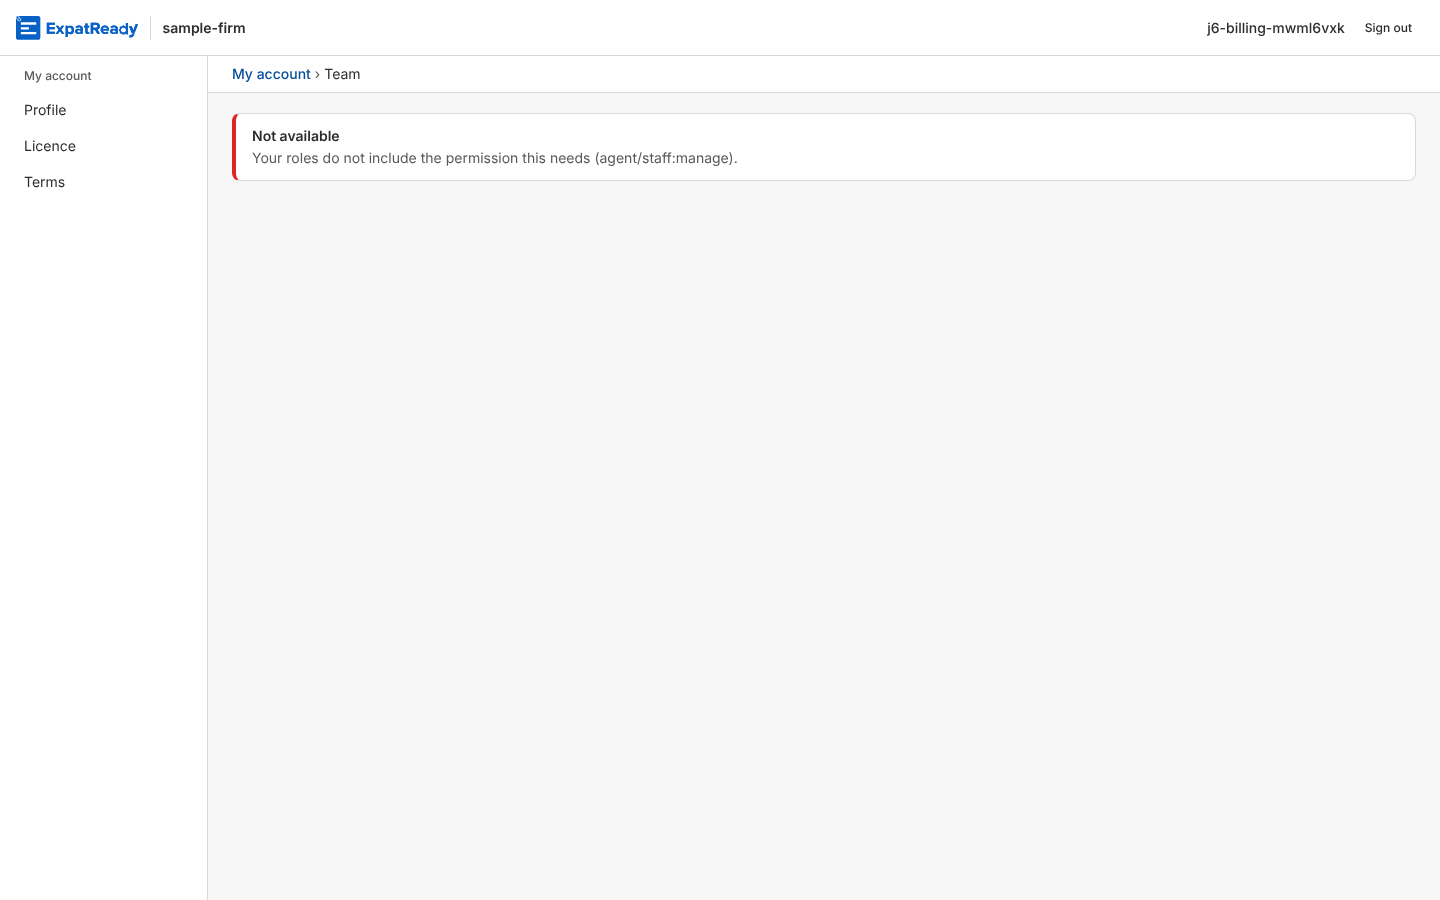 ExpatReady
sample-firm
j6-billing-mwml6vxk
Sign out
My account
Profile
Licence
Terms
My account › Team
Not available
Your roles do not include the permission this needs (agent/staff:manage).